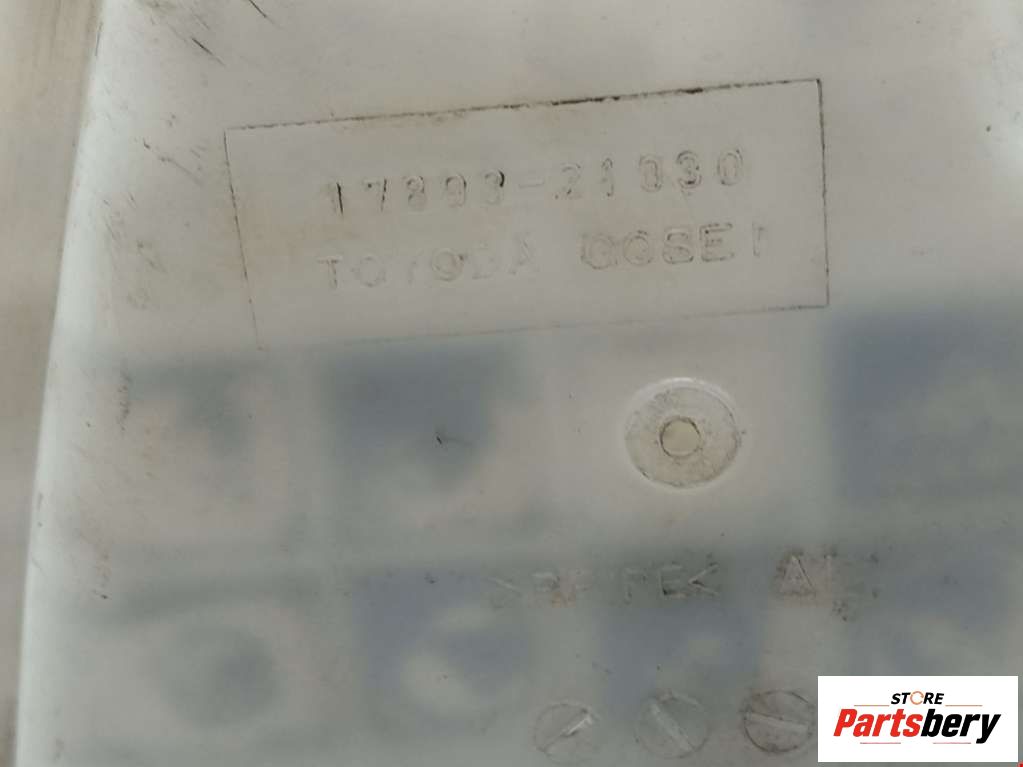 17893-21030
TOYODA GOSEI
STORE
Partsbery